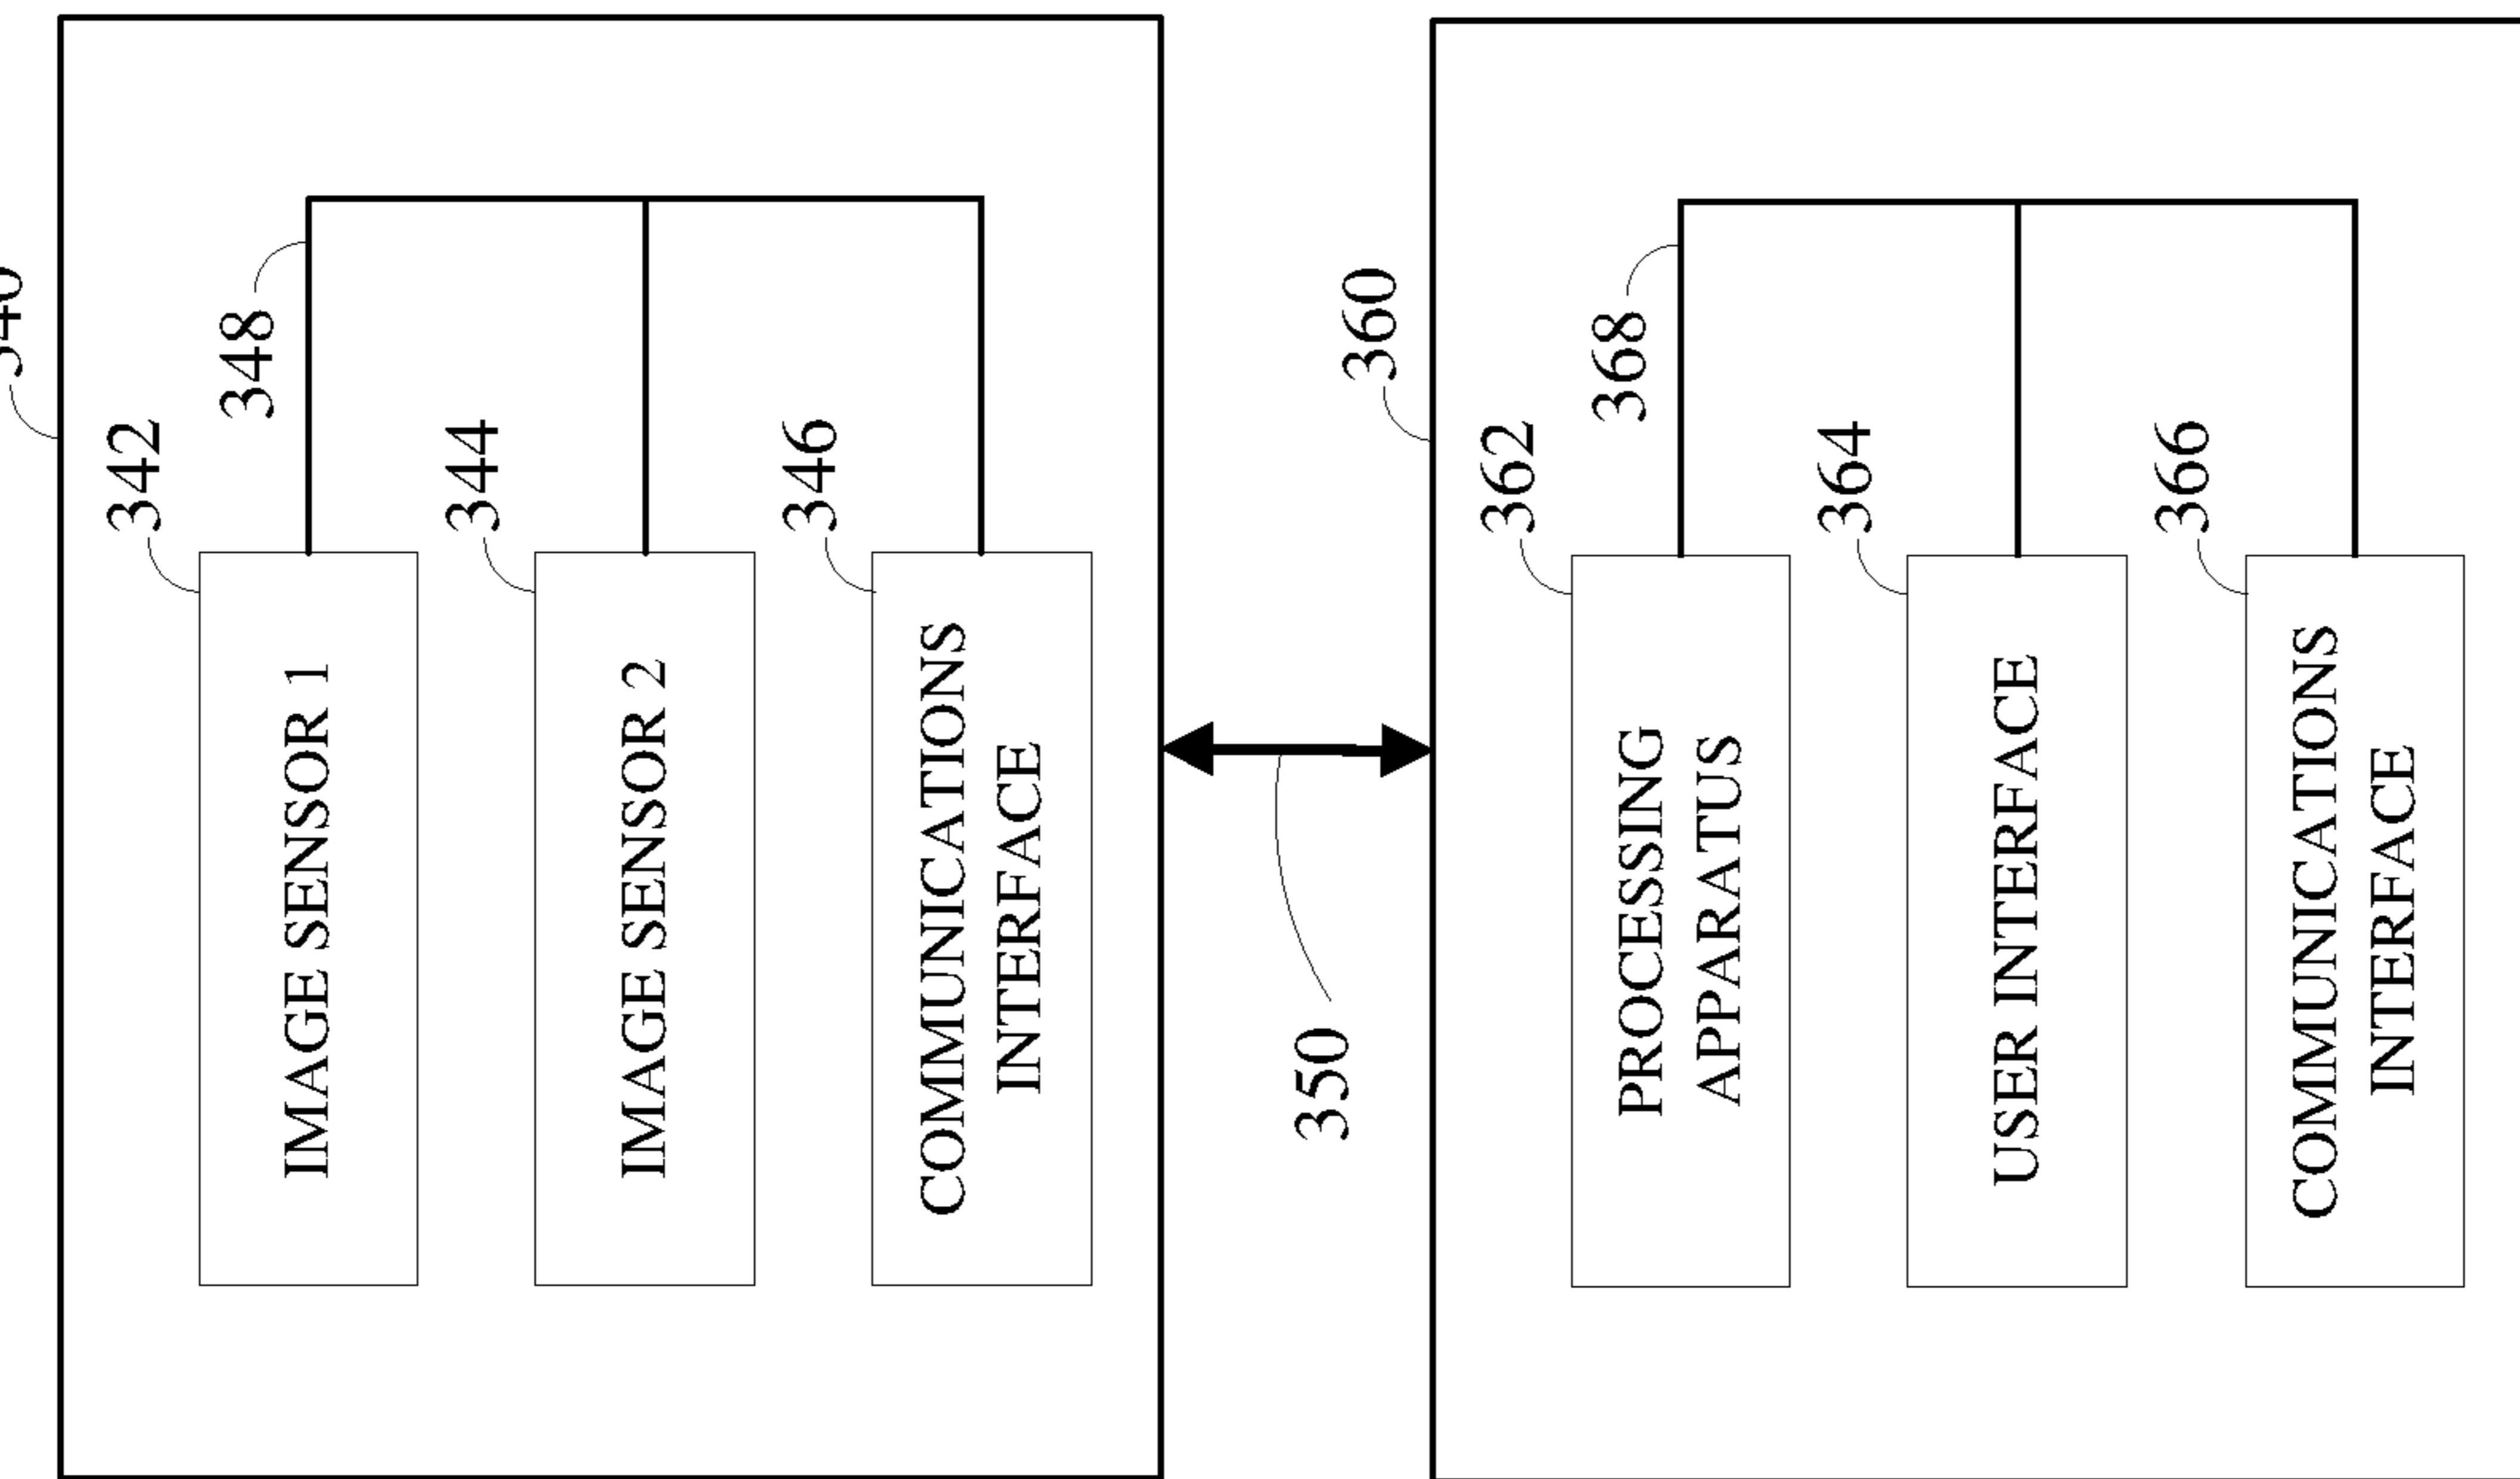 340
342
IMAGE SENSOR 1
348
344
IMAGE SENSOR 2
346
COMMUNICATIONS
INTERFACE
350
360
362
PROCESSING
APPARATUS
368
364
USER INTERFACE
366
COMMUNICATIONS
INTERFACE